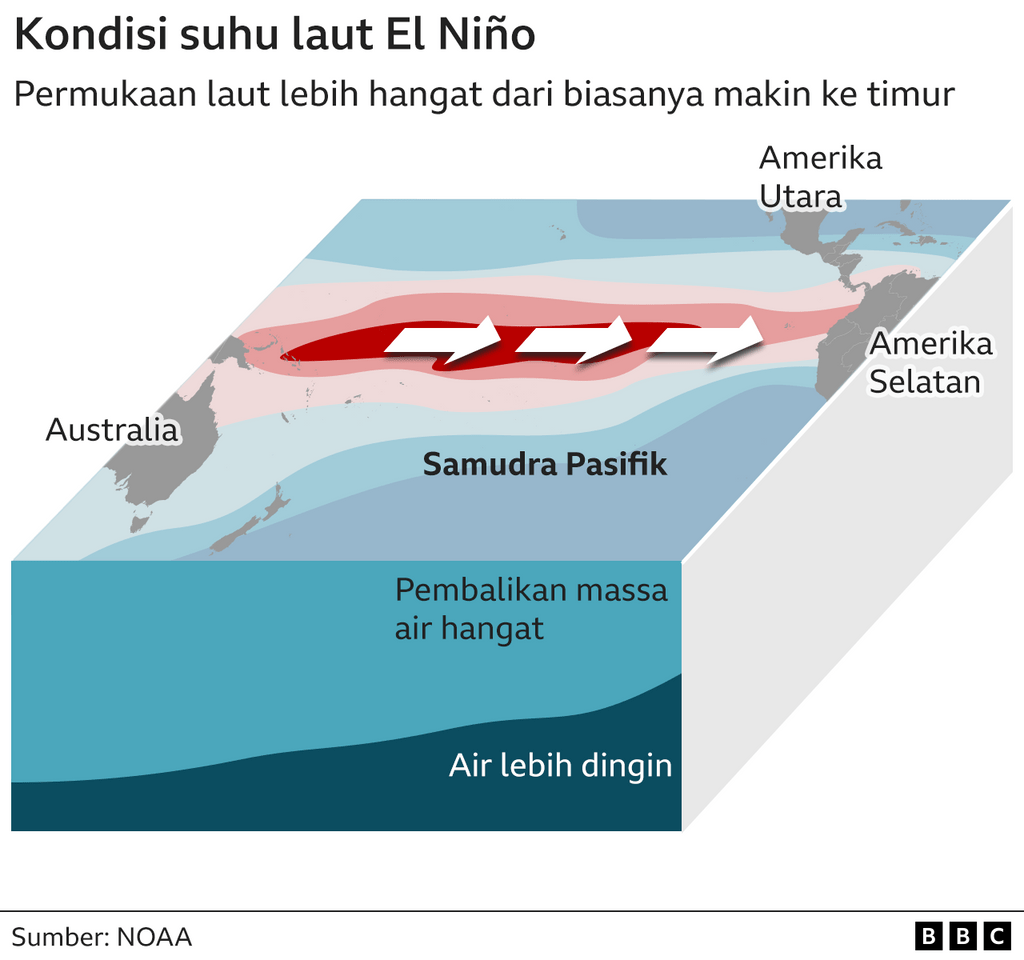 Kondisi suhu laut El Niño
Permukaan laut lebih hangat dari biasanya makin ke timur
Amerika
Utara
Amerika
Selatan
Australia
Samudra Pasifik
Pembalikan massa
air hangat
Air lebih dingin
Sumber: NOAA
BBC